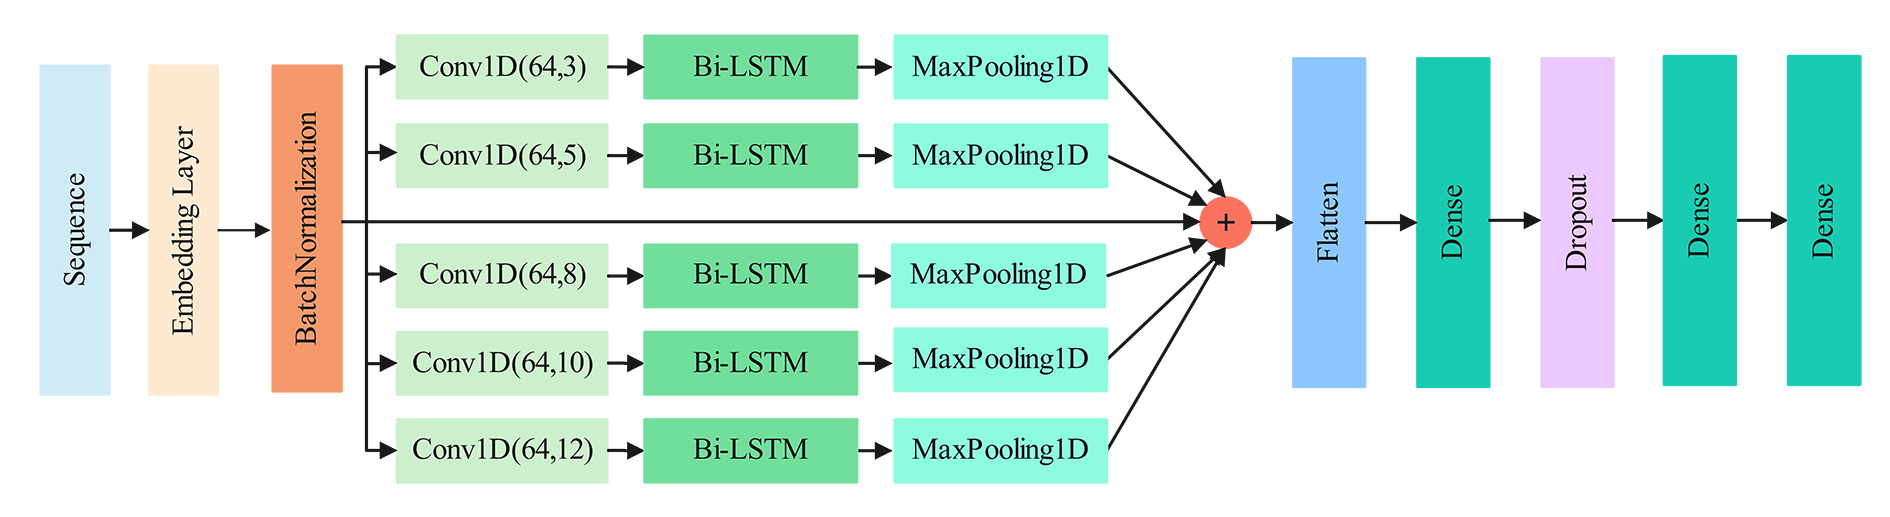 Sequence
Embedding Layer
BatchNormalization
Conv1D(64,3)
Bi-LSTM
MaxPooling1D
Conv1D(64,5)
Bi-LSTM
MaxPooling1D
+
Conv1D(64,8)
Bi-LSTM
MaxPooling1D
Conv1D(64,10)
Bi-LSTM
MaxPooling1D
Conv1D(64,12)
Bi-LSTM
MaxPooling1D
Flatten
Dense
Dropout
Dense
Dense